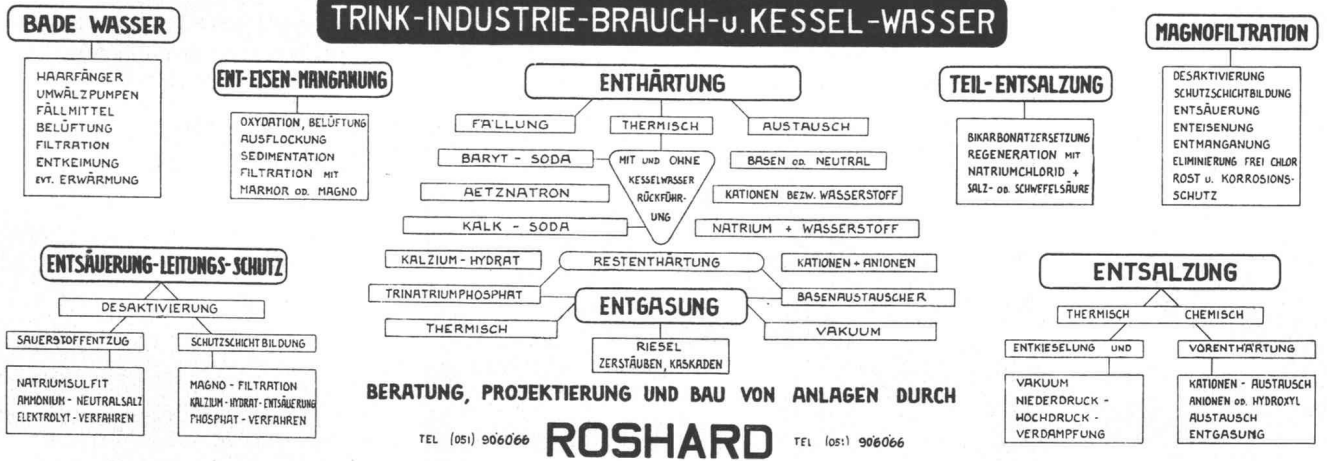 TRINK-INDUSTRIE-BRAUCH-u.KESSEL-WASSER
BADE WASSER
HAARFÄNGER
UMWÄLZPUMPEN
FÄLLMITTEL
BELÜFTUNG
FILTRATION
ENTKEIMUNG
EVT. ERWÄRMUNG
ENT-EISEN-MANGANUNG
OXYDATION, BELÜFTUNG
AUSFLOCKUNG
SEDIMENTATION
FILTRATION MIT
MARMOR OD. MAGNO
ENTHÄRTUNG
FÄLLUNG
THERMISCH
AUSTAUSCH
BARYT - SODA
MIT UND OHNE
KESSELWASSER
RÜCKFÜHR-
UNG
BASEN OD. NEUTRAL
AETZNATRON
KATIONEN BEZW. WASSERSTOFF
KALK - SODA
NATRIUM + WASSERSTOFF
KALZIUM - HYDRAT
RESTENTHÄRTUNG
KATIONEN + ANIONEN
TRINATRIUMPHOSPHAT
BASENAUSTAUSCHER
ENTGASUNG
THERMISCH
VAKUUM
RIESEL
ZERSTÄUBEN, KASKADEN
TEIL-ENTSALZUNG
BIKARBONATZERSETZUNG
REGENERATION MIT
NATRIUMCHLORID +
SALZ- OD. SCHWEFELSÄURE
MAGNOFILTRATION
DESAKTIVIERUNG
SCHUTZSCHICHTBILDUNG
ENTSÄUERUNG
ENTEISENUNG
ENTMANGANUNG
ELIMINIERUNG FREI CHLOR
ROST U. KORROSIONS-
SCHUTZ
ENTSÄUERUNG-LEITUNGS-SCHUTZ
DESAKTIVIERUNG
SAUERSTOFFENTZUG
SCHUTZSCHICHTBILDUNG
NATRIUMSULFIT
AMMONIUM - NEUTRALSALZ
ELEKTROLYT - VERFAHREN
MAGNO - FILTRATION
KALZIUM - HYDRAT - ENTSÄUERUNG
PHOSPHAT - VERFAHREN
ENTSALZUNG
THERMISCH
CHEMISCH
ENTKIESELUNG UND
VORENTHÄRTUNG
VAKUUM
NIEDERDRUCK -
HOCHDRUCK -
VERDAMPFUNG
KATIONEN - AUSTAUSCH
ANIONEN OD. HYDROXYL
AUSTAUSCH
ENTGASUNG
BERATUNG, PROJEKTIERUNG UND BAU VON ANLAGEN DURCH
TEL (051) 906066 ROSHARD TEL (051) 906066